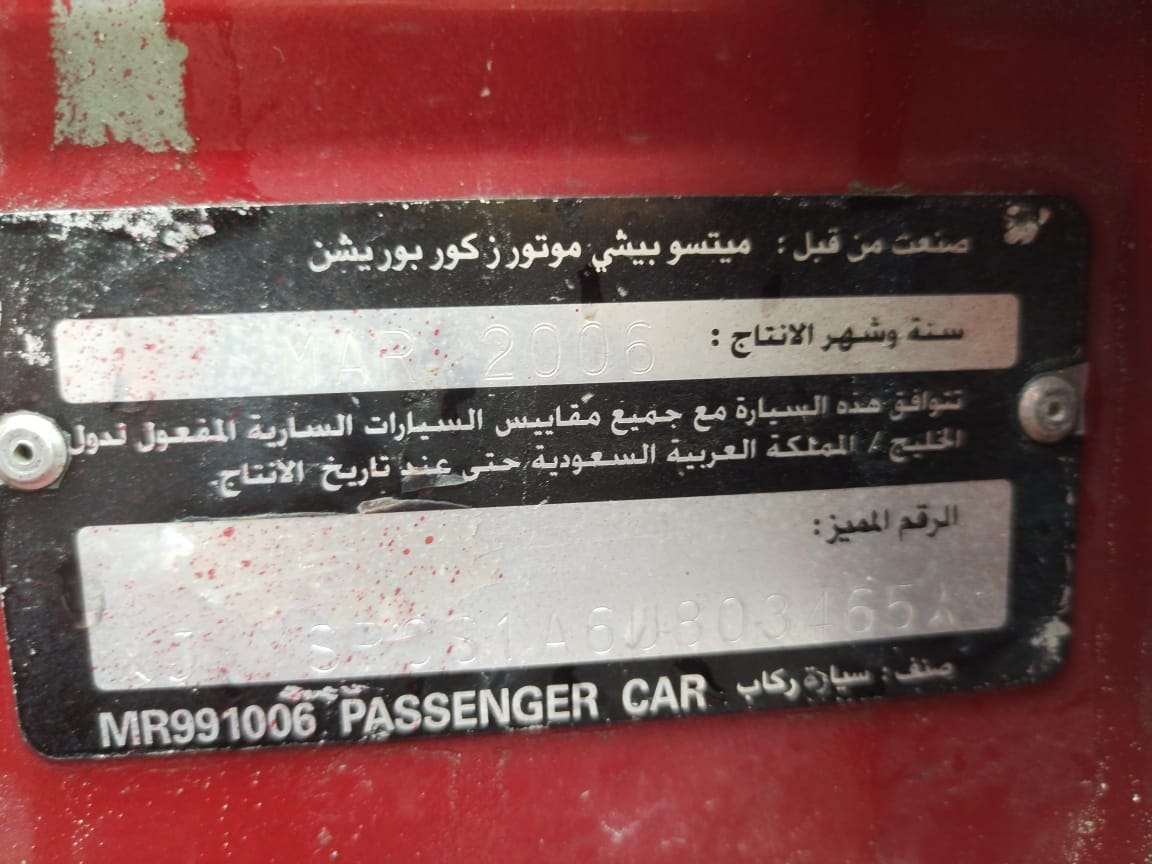 صنعت من قبل : ميتسو بيشي موتورز كور بوريشن
سنة وشهر الانتاج : MAR. 2006
تتوافق هذه السيارة مع جميع مقاييس السيارات السارية المفعول لدول
الخليج / المملكة العربية السعودية حتى عند تاريخ الانتاج .
الرقم المميز :
صنف : سيارة ركاب
MR991006 PASSENGER CAR